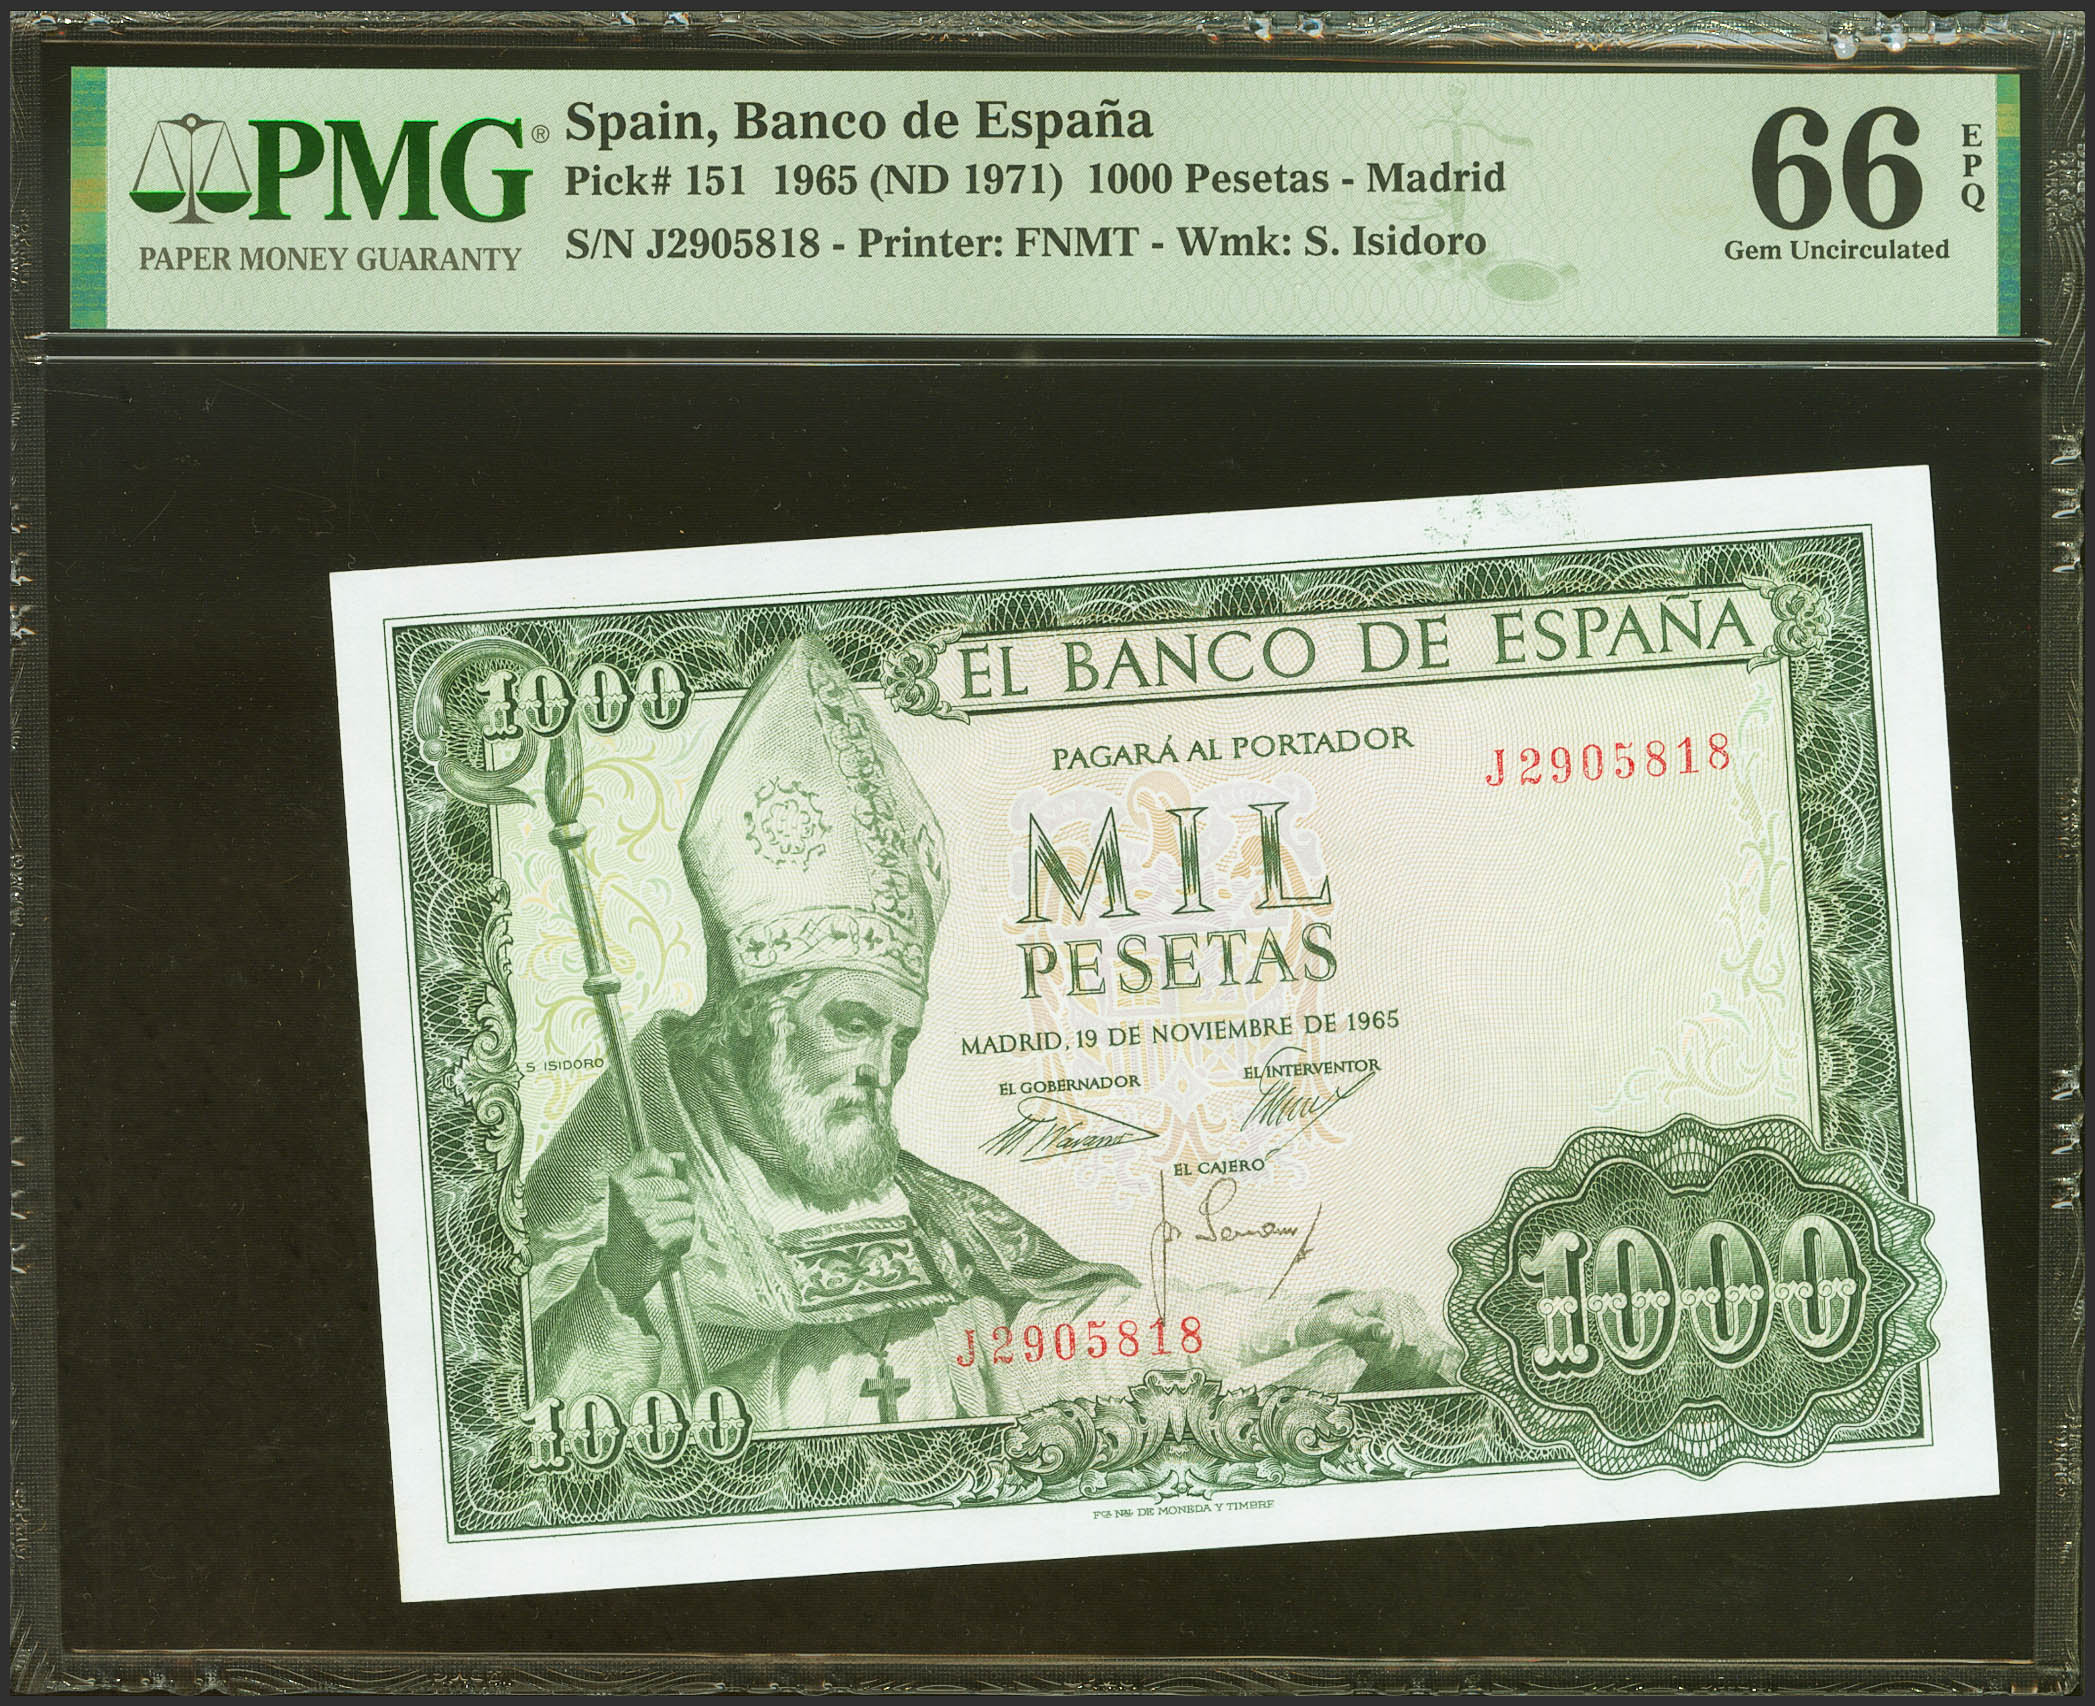 PMG®
PAPER MONEY GUARANTY
Spain, Banco de España
Pick# 151 1965 (ND 1971) 1000 Pesetas - Madrid
S/N J2905818 - Printer: FNMT - Wmk: S. Isidoro
66
EPQ
Gem Uncirculated
1000
EL BANCO DE ESPAÑA
PAGARÁ AL PORTADOR
J2905818
MIL
PESETAS
MADRID, 19 DE NOVIEMBRE DE 1965
S ISIDORO
EL GOBERNADOR
EL INTERVENTOR
EL CAJERO
J2905818
1000
1000
FCA. NAL. DE MONEDA Y TIMBRE